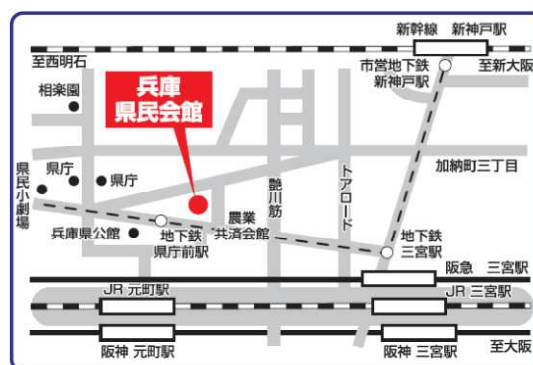 新幹線 新神戸駅
至西明石
市営地下鉄
新神戸駅
至新大阪
相楽園
兵庫
県民会館
加納町三丁目
県庁
県庁
県民小劇場
鯉川筋
トアロード
兵庫県公館
地下鉄
県庁前駅
農業
共済会館
地下鉄
三宮駅
阪急 三宮駅
JR 元町駅
JR 三宮駅
阪神 元町駅
阪神 三宮駅
至大阪